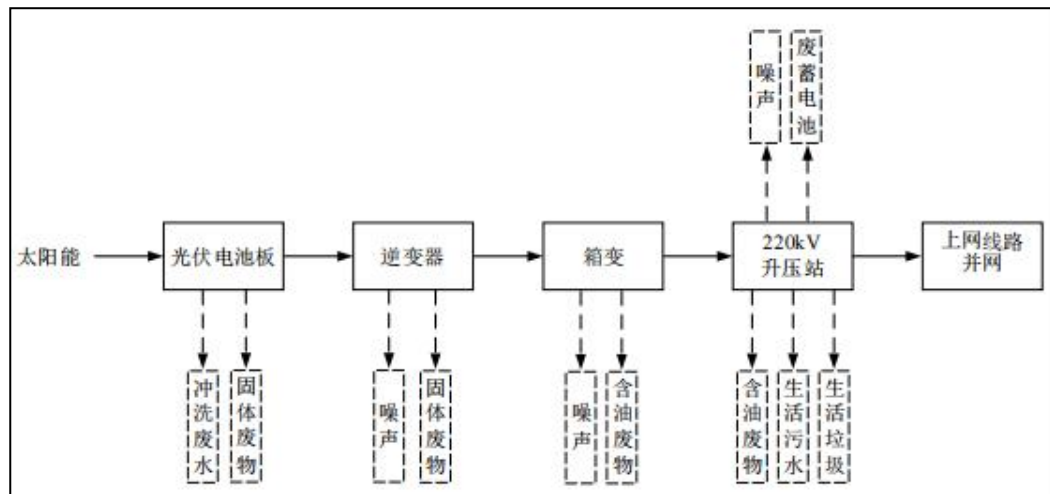 噪声
废蓄电池
太阳能
光伏电池板
逆变器
箱变
220kV
升压站
上网线路
并网
冲洗废水
固体废物
噪声
固体废物
噪声
含油废物
含油废物
生活污水
生活垃圾